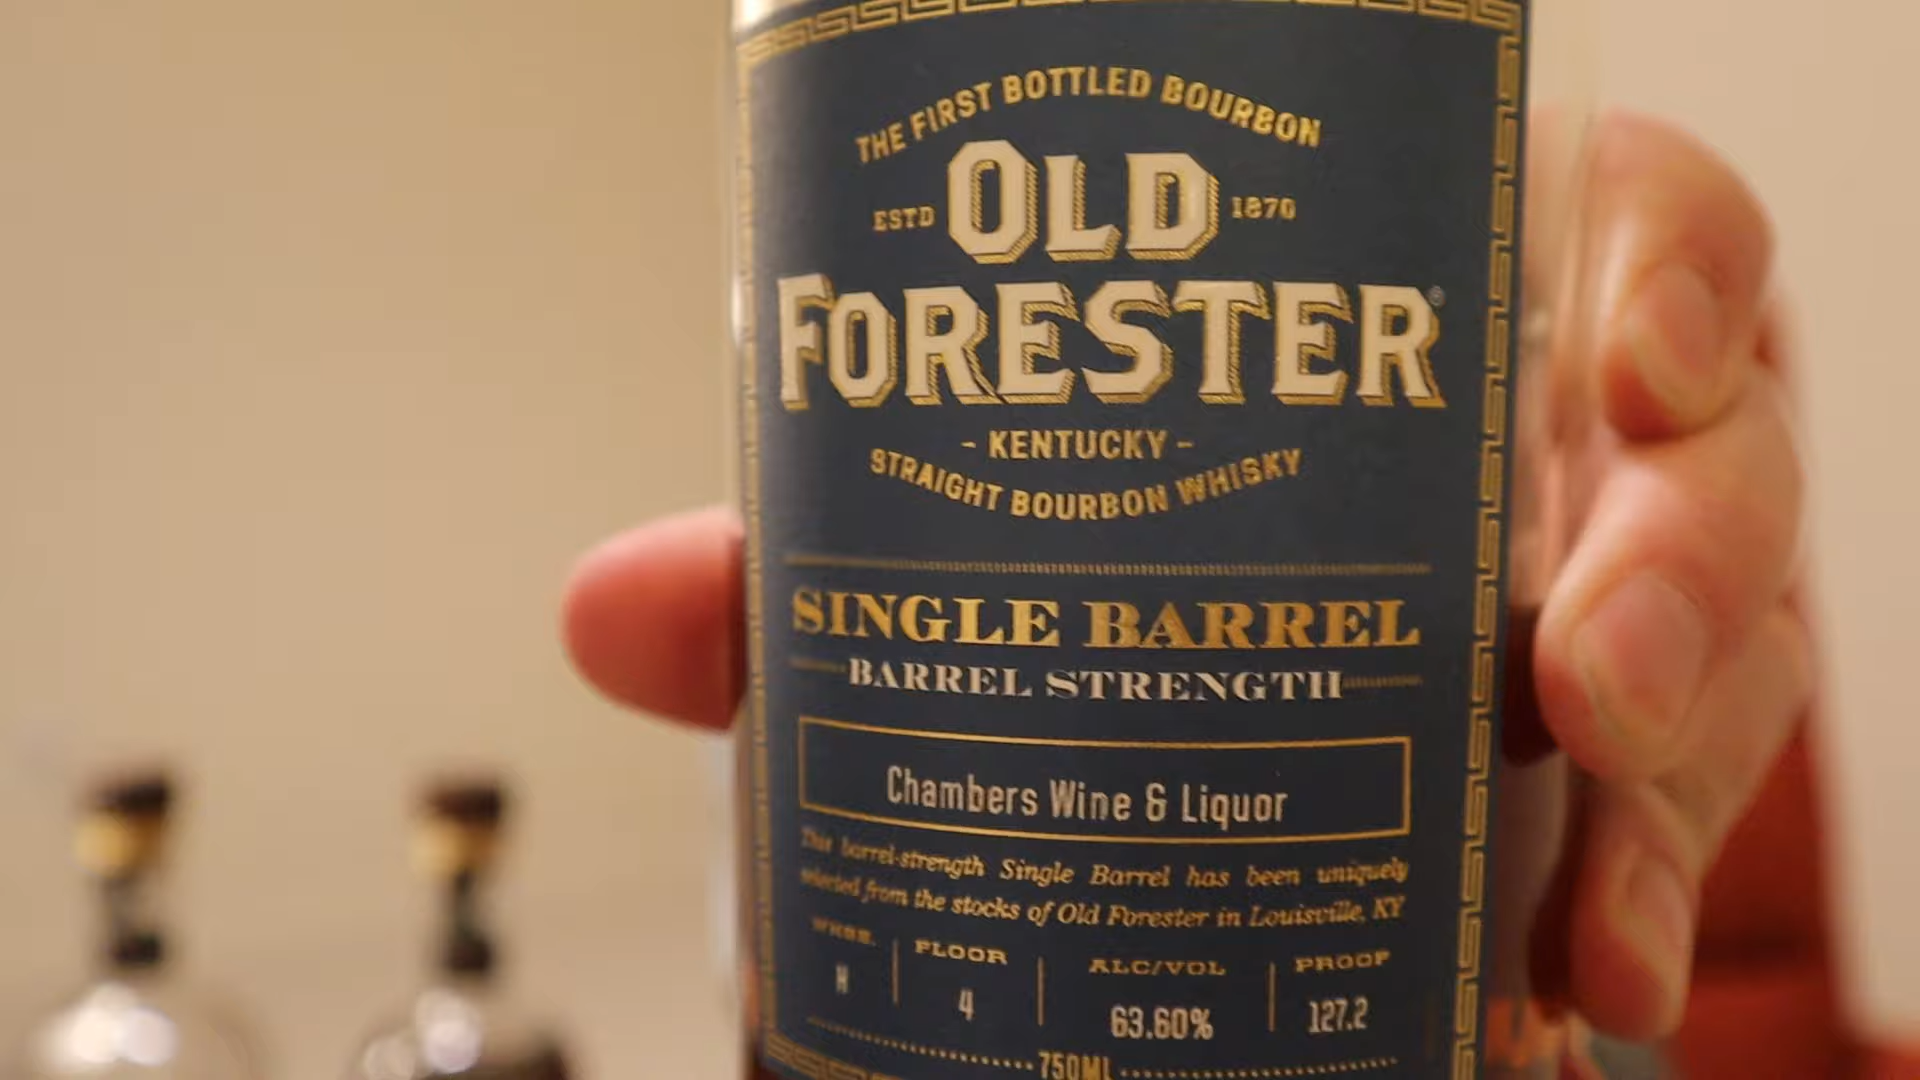 THE FIRST BOTTLED BOURBON
ESTD OLD 1870
FORESTER®
- KENTUCKY -
STRAIGHT BOURBON WHISKY
SINGLE BARREL
BARREL STRENGTH
Chambers Wine & Liquor
This barrel-strength Single Barrel has been uniquely
selected from the stocks of Old Forester in Louisville, KY
WHSE. FLOOR ALC/VOL PROOF
H 4 63.60% 127.2
750ML